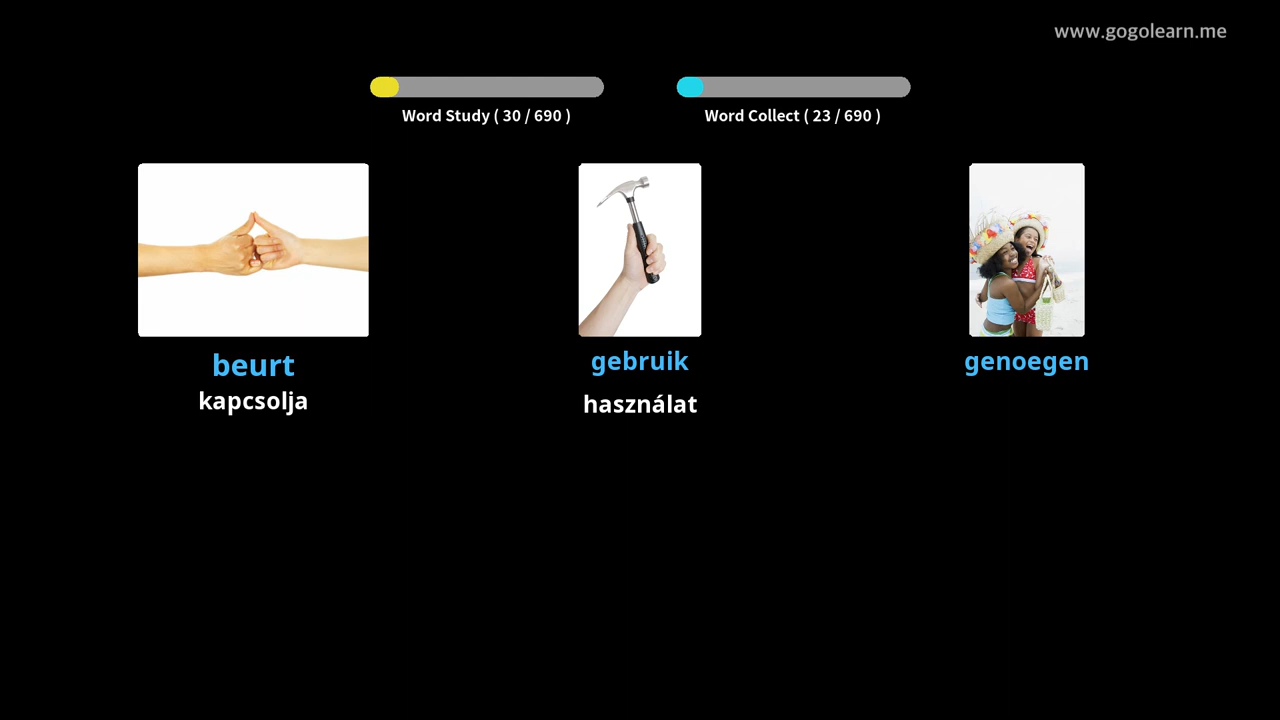 www.gogolearn.me
Word Study ( 30 / 690 )
Word Collect ( 23 / 690 )
beurt
kapcsolja
gebruik
használat
genoegen